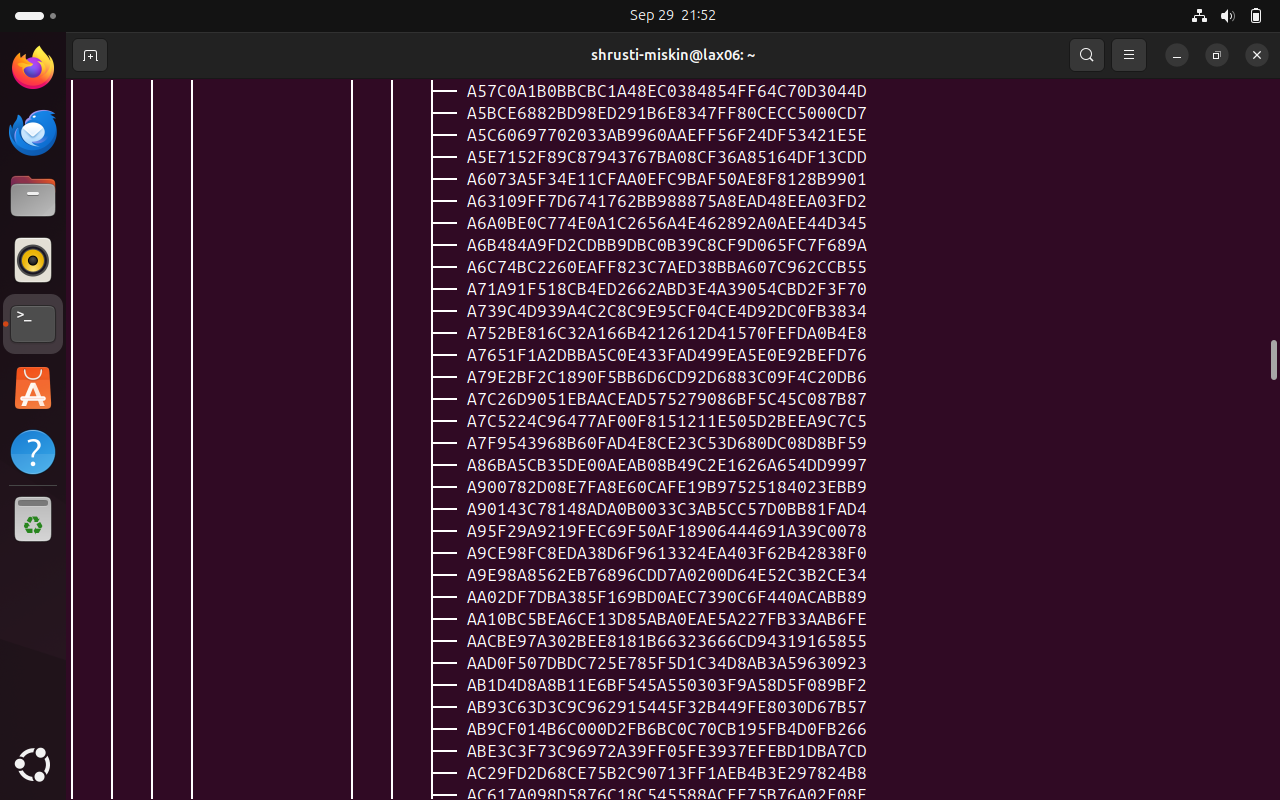 Sep 29 21:52
shrusti-miskin@lax06: ~
A57C0A1B0BBCBC1A48EC0384854FF64C70D3044D
A5BCE6882BD98ED291B6E8347FF80CECC5000CD7
A5C60697702033AB9960AAEFF56F24DF53421E5E
A5E7152F89C87943767BA08CF36A85164DF13CDD
A6073A5F34E11CFAA0EFC9BAF50AE8F8128B9901
A63109FF7D6741762BB988875A8EAD48EEA03FD2
A6A0BE0C774E0A1C2656A4E462892A0AEE44D345
A6B484A9FD2CDBB9DBC0B39C8CF9D065FC7F689A
A6C74BC2260EAFF823C7AED38BBA607C962CCB55
A71A91F518CB4ED2662ABD3E4A39054CBD2F3F70
A739C4D939A4C2C8C9E95CF04CE4D92DC0FB3834
A752BE816C32A166B4212612D41570FEFDA0B4E8
A7651F1A2DBBA5C0E433FAD499EA5E0E92BEFD76
A79E2BF2C1890F5BB6D6CD92D6883C09F4C20DB6
A7C26D9051EBAACEAD575279086BF5C45C087B87
A7C5224C96477AF00F8151211E505D2BEEA9C7C5
A7F9543968B60FAD4E8CE23C53D680DC08D8BF59
A86BA5CB35DE00AEAB08B49C2E1626A654DD9997
A900782D08E7FA8E60CAFE19B97525184023EBB9
A90143C78148ADA0B0033C3AB5CC57D0BB81FAD4
A95F29A9219FEC69F50AF18906444691A39C0078
A9CE98FC8EDA38D6F9613324EA403F62B42838F0
A9E98A8562EB76896CDD7A0200D64E52C3B2CE34
AA02DF7DBA385F169BD0AEC7390C6F440ACABB89
AA10BC5BEA6CE13D85ABA0EAE5A227FB33AAB6FE
AACBE97A302BEE8181B66323666CD94319165855
AAD0F507DBDC725E785F5D1C34D8AB3A59630923
AB1D4D8A8B11E6BF545A550303F9A58D5F089BF2
AB93C63D3C9C962915445F32B449FE8030D67B57
AB9CF014B6C000D2FB6BC0C70CB195FB4D0FB266
ABE3C3F73C96972A39FF05FE3937EFEBD1DBA7CD
AC29FD2D68CE75B2C90713FF1AEB4B3E297824B8